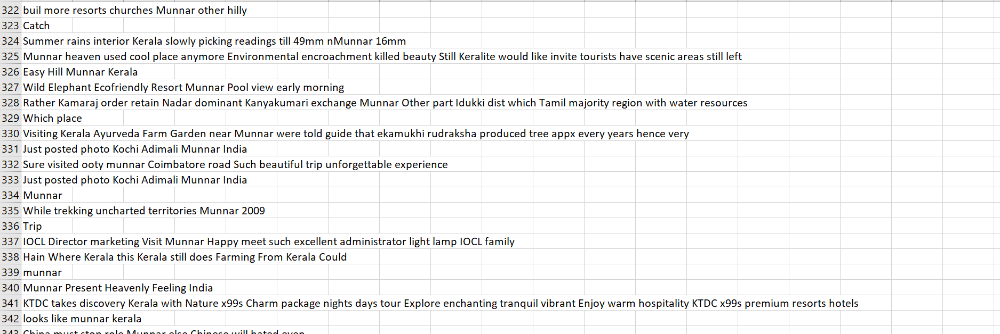 322 buil more resorts churches Munnar other hilly
323 Catch
324 Summer rains interior Kerala slowly picking readings till 49mm nMunnar 16mm
325 Munnar heaven used cool place anymore Environmental encroachment killed beauty Still Keralite would like invite tourists have scenic areas still left
326 Easy Hill Munnar Kerala
327 Wild Elephant Ecofriendly Resort Munnar Pool view early morning
328 Rather Kamaraj order retain Nadar dominant Kanyakumari exchange Munnar Other part Idukki dist which Tamil majority region with water resources
329 Which place
330 Visiting Kerala Ayurveda Farm Garden near Munnar were told guide that ekamukhi rudraksha produced tree appx every years hence very
331 Just posted photo Kochi Adimali Munnar India
332 Sure visited ooty munnar Coimbatore road Such beautiful trip unforgettable experience
333 Just posted photo Kochi Adimali Munnar India
334 Munnar
335 While trekking uncharted territories Munnar 2009
336 Trip
337 IOCL Director marketing Visit Munnar Happy meet such excellent administrator light lamp IOCL family
338 Hain Where Kerala this Kerala still does Farming From Kerala Could
339 munnar
340 Munnar Present Heavenly Feeling India
341 KTDC takes discovery Kerala with Nature x99s Charm package nights days tour Explore enchanting tranquil vibrant Enjoy warm hospitality KTDC x99s premium resorts hotels
342 looks like munnar kerala
343 China must stop role Munnar else Chinese will hated even